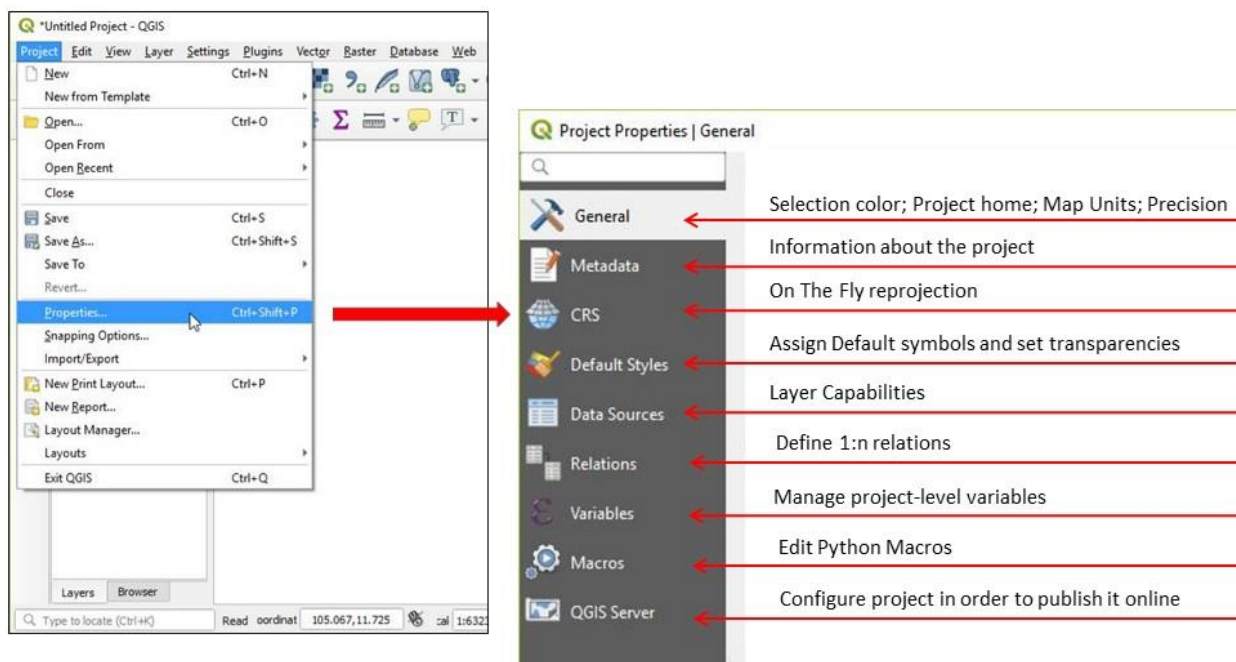 *Untitled Project - QGIS
Project Edit View Layer Settings Plugins Vector Raster Database Web
New Ctrl+N
New from Template
Open... Ctrl+O
Open From
Open Recent
Close
Save Ctrl+S
Save As... Ctrl+Shift+S
Save To
Revert...
Properties... Ctrl+Shift+P
Snapping Options...
Import/Export
New Print Layout... Ctrl+P
New Report...
Layout Manager...
Layouts
Exit QGIS Ctrl+Q
Layers Browser
Type to locate (Ctrl+K) Read oordinat 105.067,11.725 cal 1:6323
Project Properties | General
General Selection color; Project home; Map Units; Precision
Metadata Information about the project
CRS On The Fly reprojection
Default Styles Assign Default symbols and set transparencies
Data Sources Layer Capabilities
Relations Define 1:n relations
Variables Manage project-level variables
Macros Edit Python Macros
QGIS Server Configure project in order to publish it online